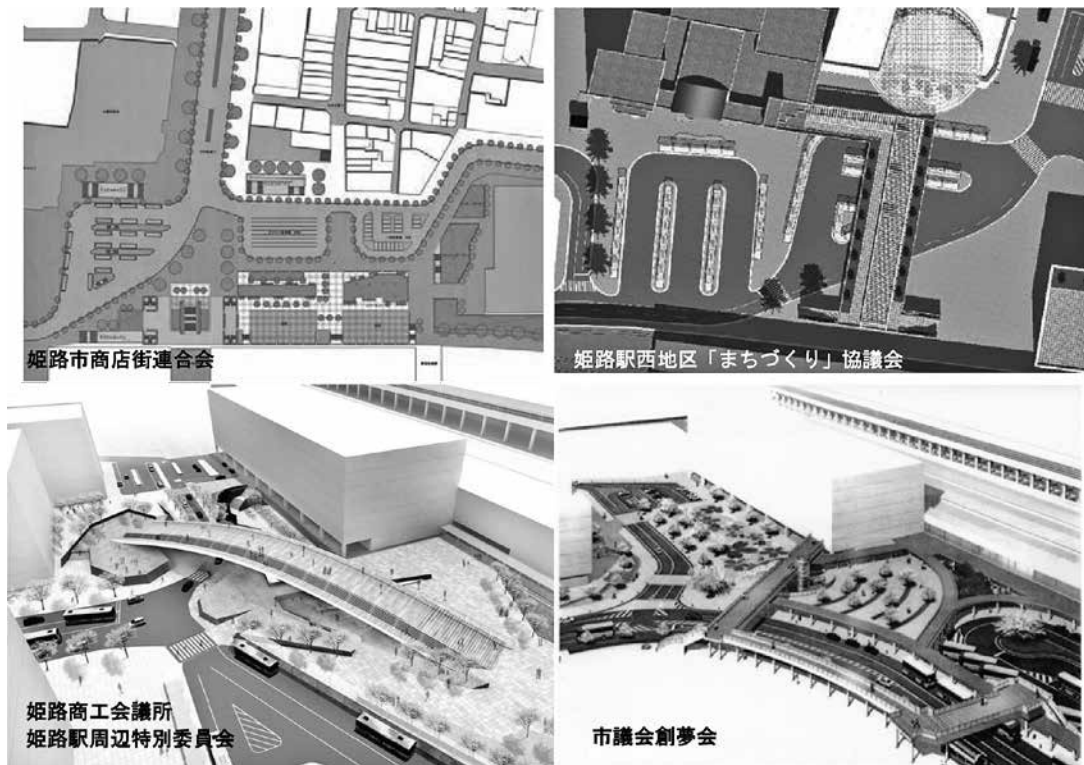 姫路市商店街連合会
姫路駅西地区「まちづくり」協議会
姫路商工会議所
姫路駅周辺特別委員会
市議会創夢会